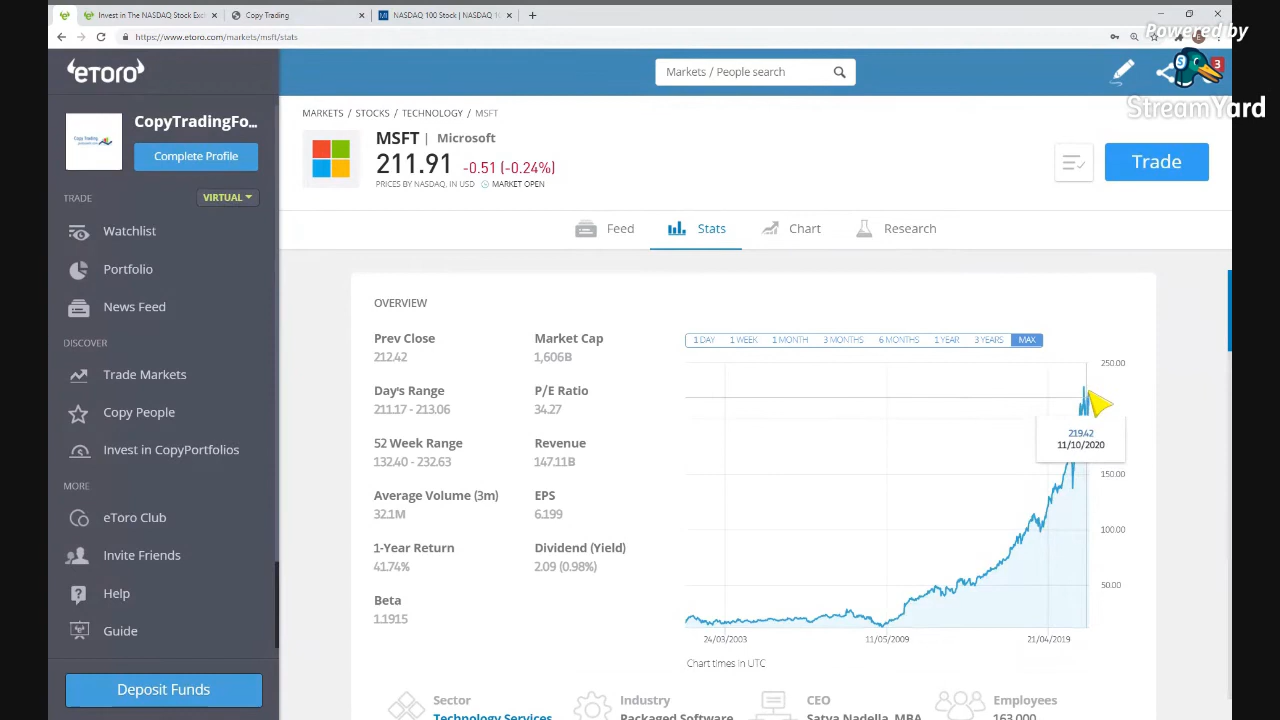 Invest in The NASDAQ Stock Exc
Copy Trading
NASDAQ 100 Stock | NASDAQ 10
https://www.etoro.com/markets/msft/stats
Powered by
eToro
Markets / People search
3
StreamYard
CopyTradingFo...
Complete Profile
TRADE
VIRTUAL
Watchlist
Portfolio
News Feed
DISCOVER
Trade Markets
Copy People
Invest in CopyPortfolios
MORE
eToro Club
Invite Friends
Help
Guide
Deposit Funds
MARKETS / STOCKS / TECHNOLOGY / MSFT
MSFT | Microsoft
211.91 -0.51 (-0.24%)
PRICES BY NASDAQ, IN USD MARKET OPEN
Trade
Feed Stats Chart Research
OVERVIEW
Prev Close
212.42
Market Cap
1,606B
Day's Range
211.17 - 213.06
P/E Ratio
34.27
52 Week Range
132.40 - 232.63
Revenue
147.11B
Average Volume (3m)
32.1M
EPS
6.199
1-Year Return
41.74%
Dividend (Yield)
2.09 (0.98%)
Beta
1.1915
1 DAY 1 WEEK 1 MONTH 3 MONTHS 6 MONTHS 1 YEAR 3 YEARS MAX
250.00
219.42
11/10/2020
150.00
100.00
50.00
24/03/2003 11/05/2009 21/04/2019
Chart times in UTC
Sector
Technology Services
Industry
Packaged Software
CEO
Satya Nadella, MBA
Employees
163,000